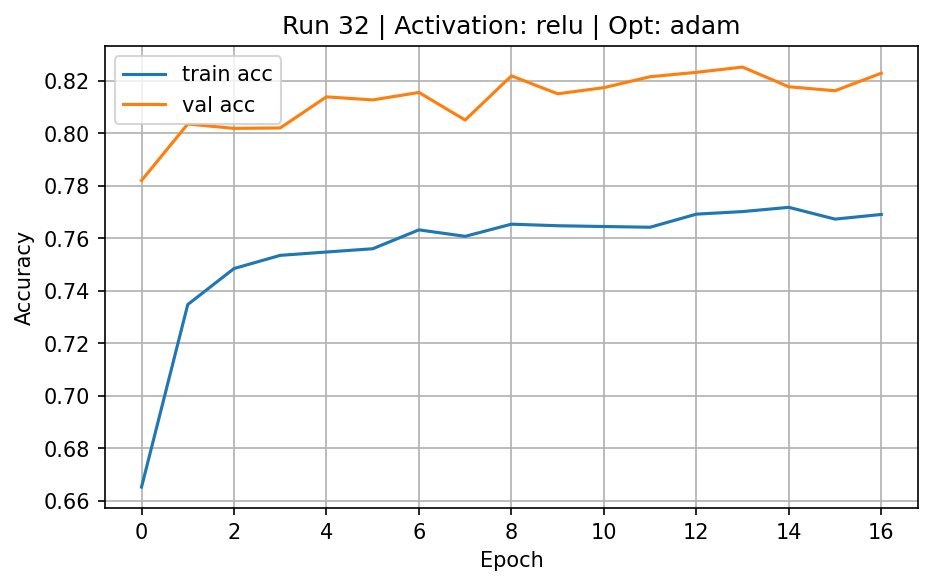 Run 32 | Activation: relu | Opt: adam
train acc
val acc
0.82
0.80
0.78
0.76
0.74
0.72
0.70
0.68
0.66
Accuracy
0 2 4 6 8 10 12 14 16
Epoch